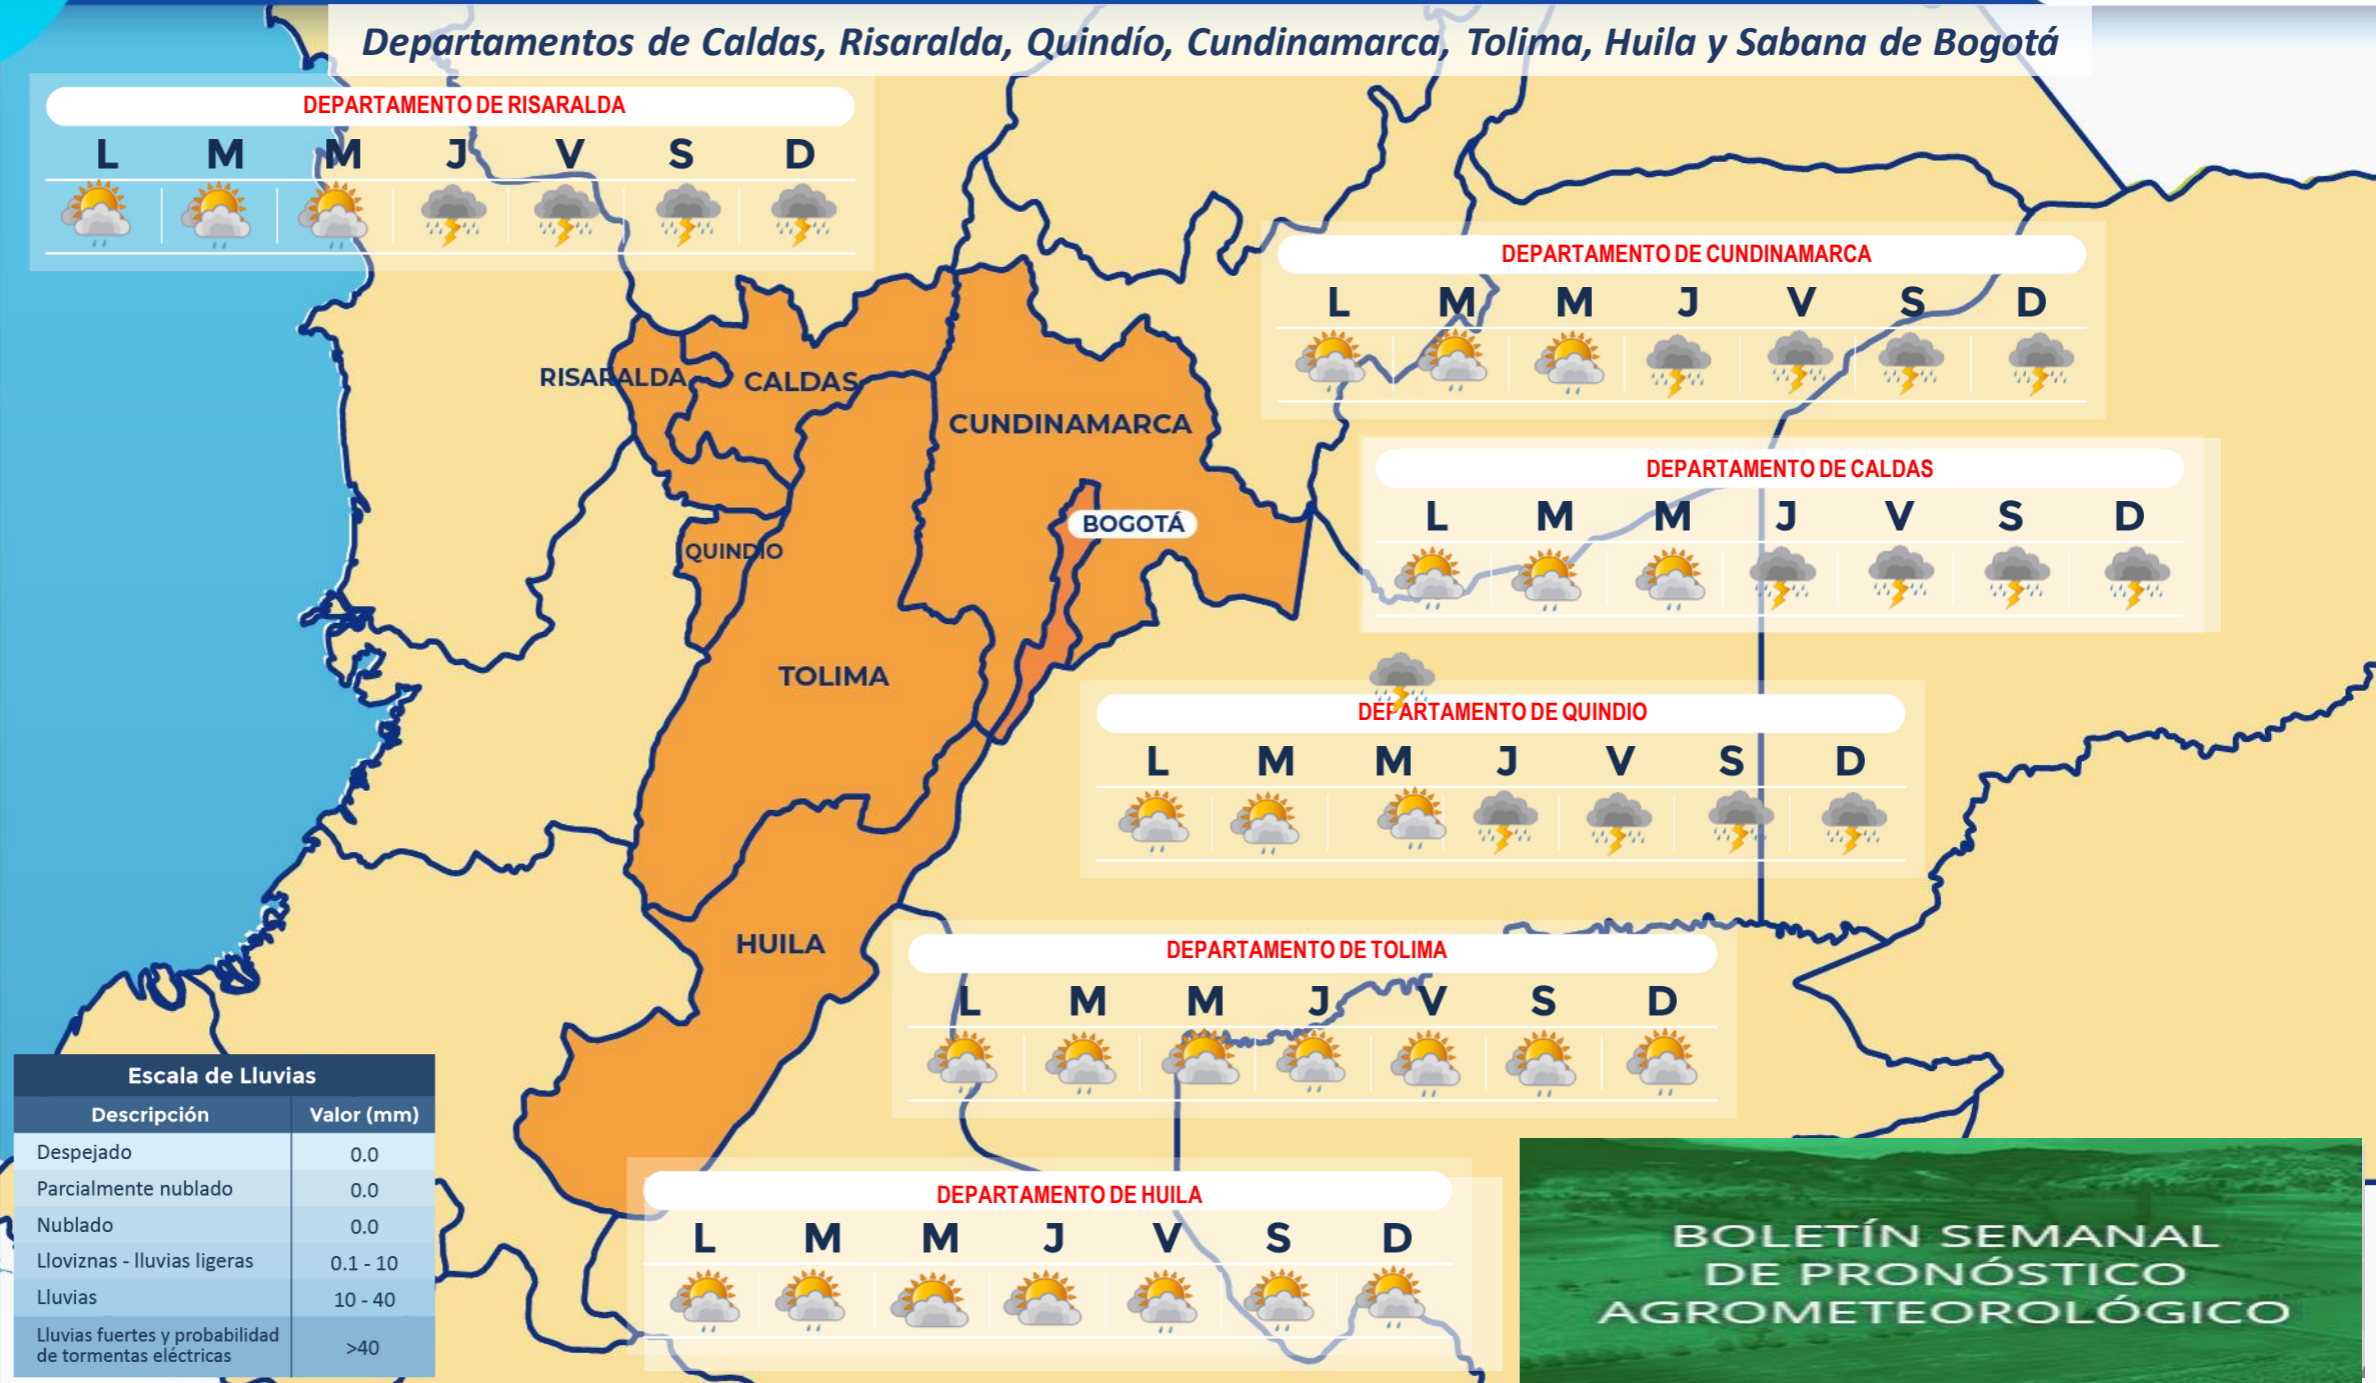 Departamentos de Caldas, Risaralda, Quindío, Cundinamarca, Tolima, Huila y Sabana de Bogotá
DEPARTAMENTO DE RISARALDA
L M M J V S D
DEPARTAMENTO DE CUNDINAMARCA
L M M J V S D
RISARALDA
CALDAS
CUNDINAMARCA
BOGOTÁ
QUINDIO
TOLIMA
HUILA
DEPARTAMENTO DE CALDAS
L M M J V S D
DEPARTAMENTO DE QUINDIO
L M M J V S D
DEPARTAMENTO DE TOLIMA
L M M J V S D
DEPARTAMENTO DE HUILA
L M M J V S D
Escala de Lluvias
Descripción Valor (mm)
Despejado 0.0
Parcialmente nublado 0.0
Nublado 0.0
Lloviznas - lluvias ligeras 0.1 - 10
Lluvias 10 - 40
Lluvias fuertes y probabilidad
de tormentas eléctricas >40
BOLETÍN SEMANAL
DE PRONÓSTICO
AGROMETEOROLÓGICO